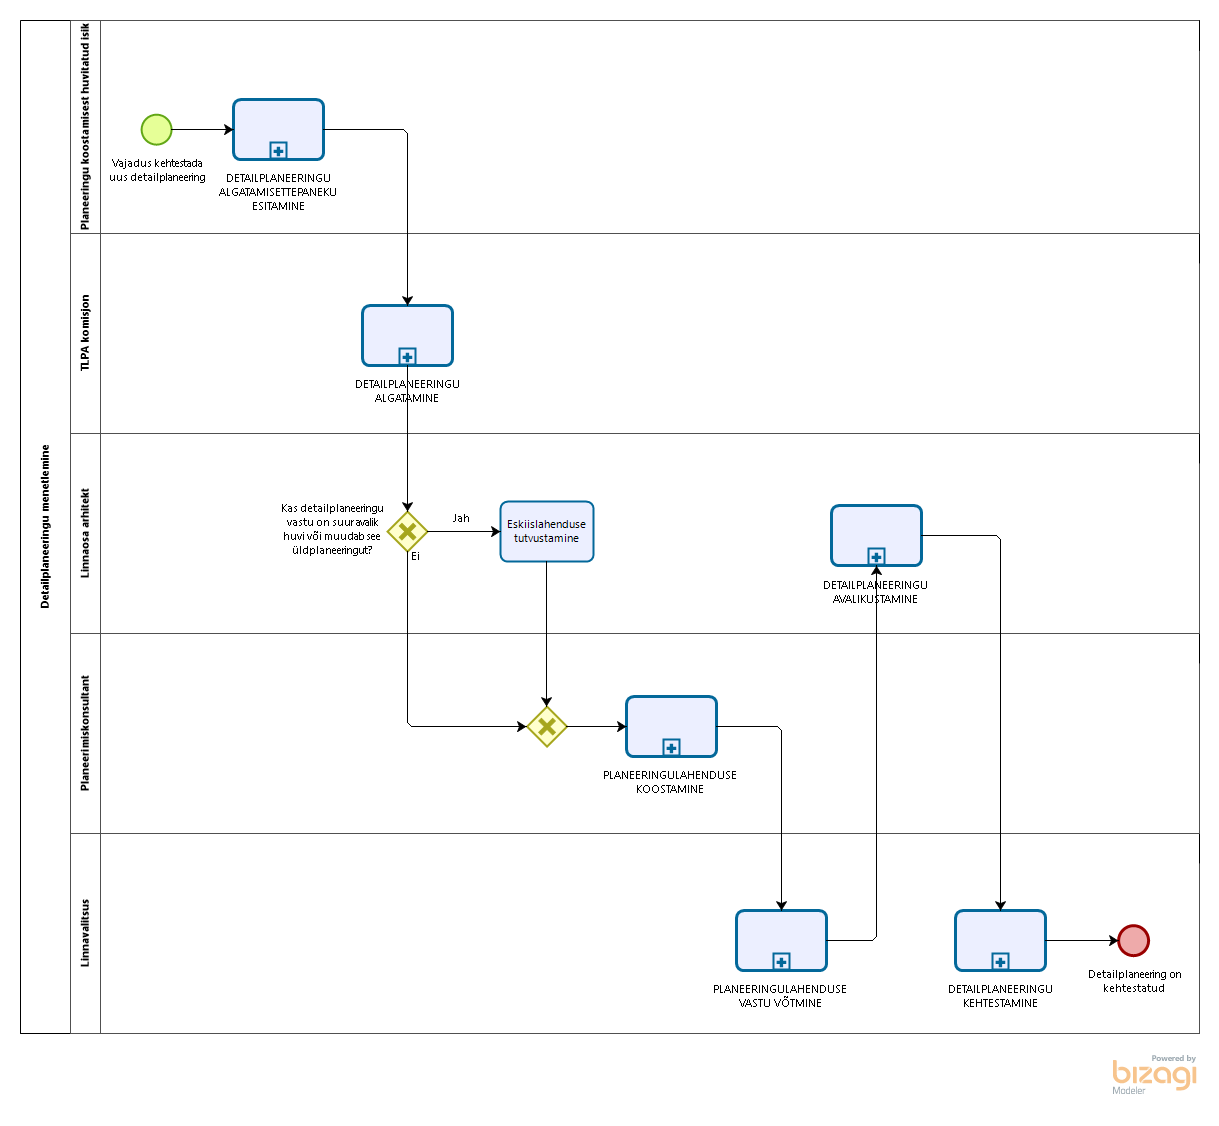 Detailplaneeringu menetlemine
Planeeringu koostamisest huvitatud isik
Vajadus kehtestada
uus detailplaneering
DETAILPLANEERINGU
ALGATAMISETTEPANEKU
ESITAMINE
TLPA komisjon
DETAILPLANEERINGU
ALGATAMINE
Linnaosa arhitekt
Kas detailplaneeringu
vastu on suur avalik
huvi või muudab see
üldplaneeringut?
Jah
Ei
Eskiislahenduse
tutvustamine
DETAILPLANEERINGU
AVALIKUSTAMINE
Planeerimiskonsultant
PLANEERINGULAHENDUSE
KOOSTAMINE
Linnavalitsus
PLANEERINGULAHENDUSE
VASTU VÕTMINE
DETAILPLANEERINGU
KEHTESTAMINE
Detailplaneering on
kehtestatud
Powered by
bizagi
Modeler